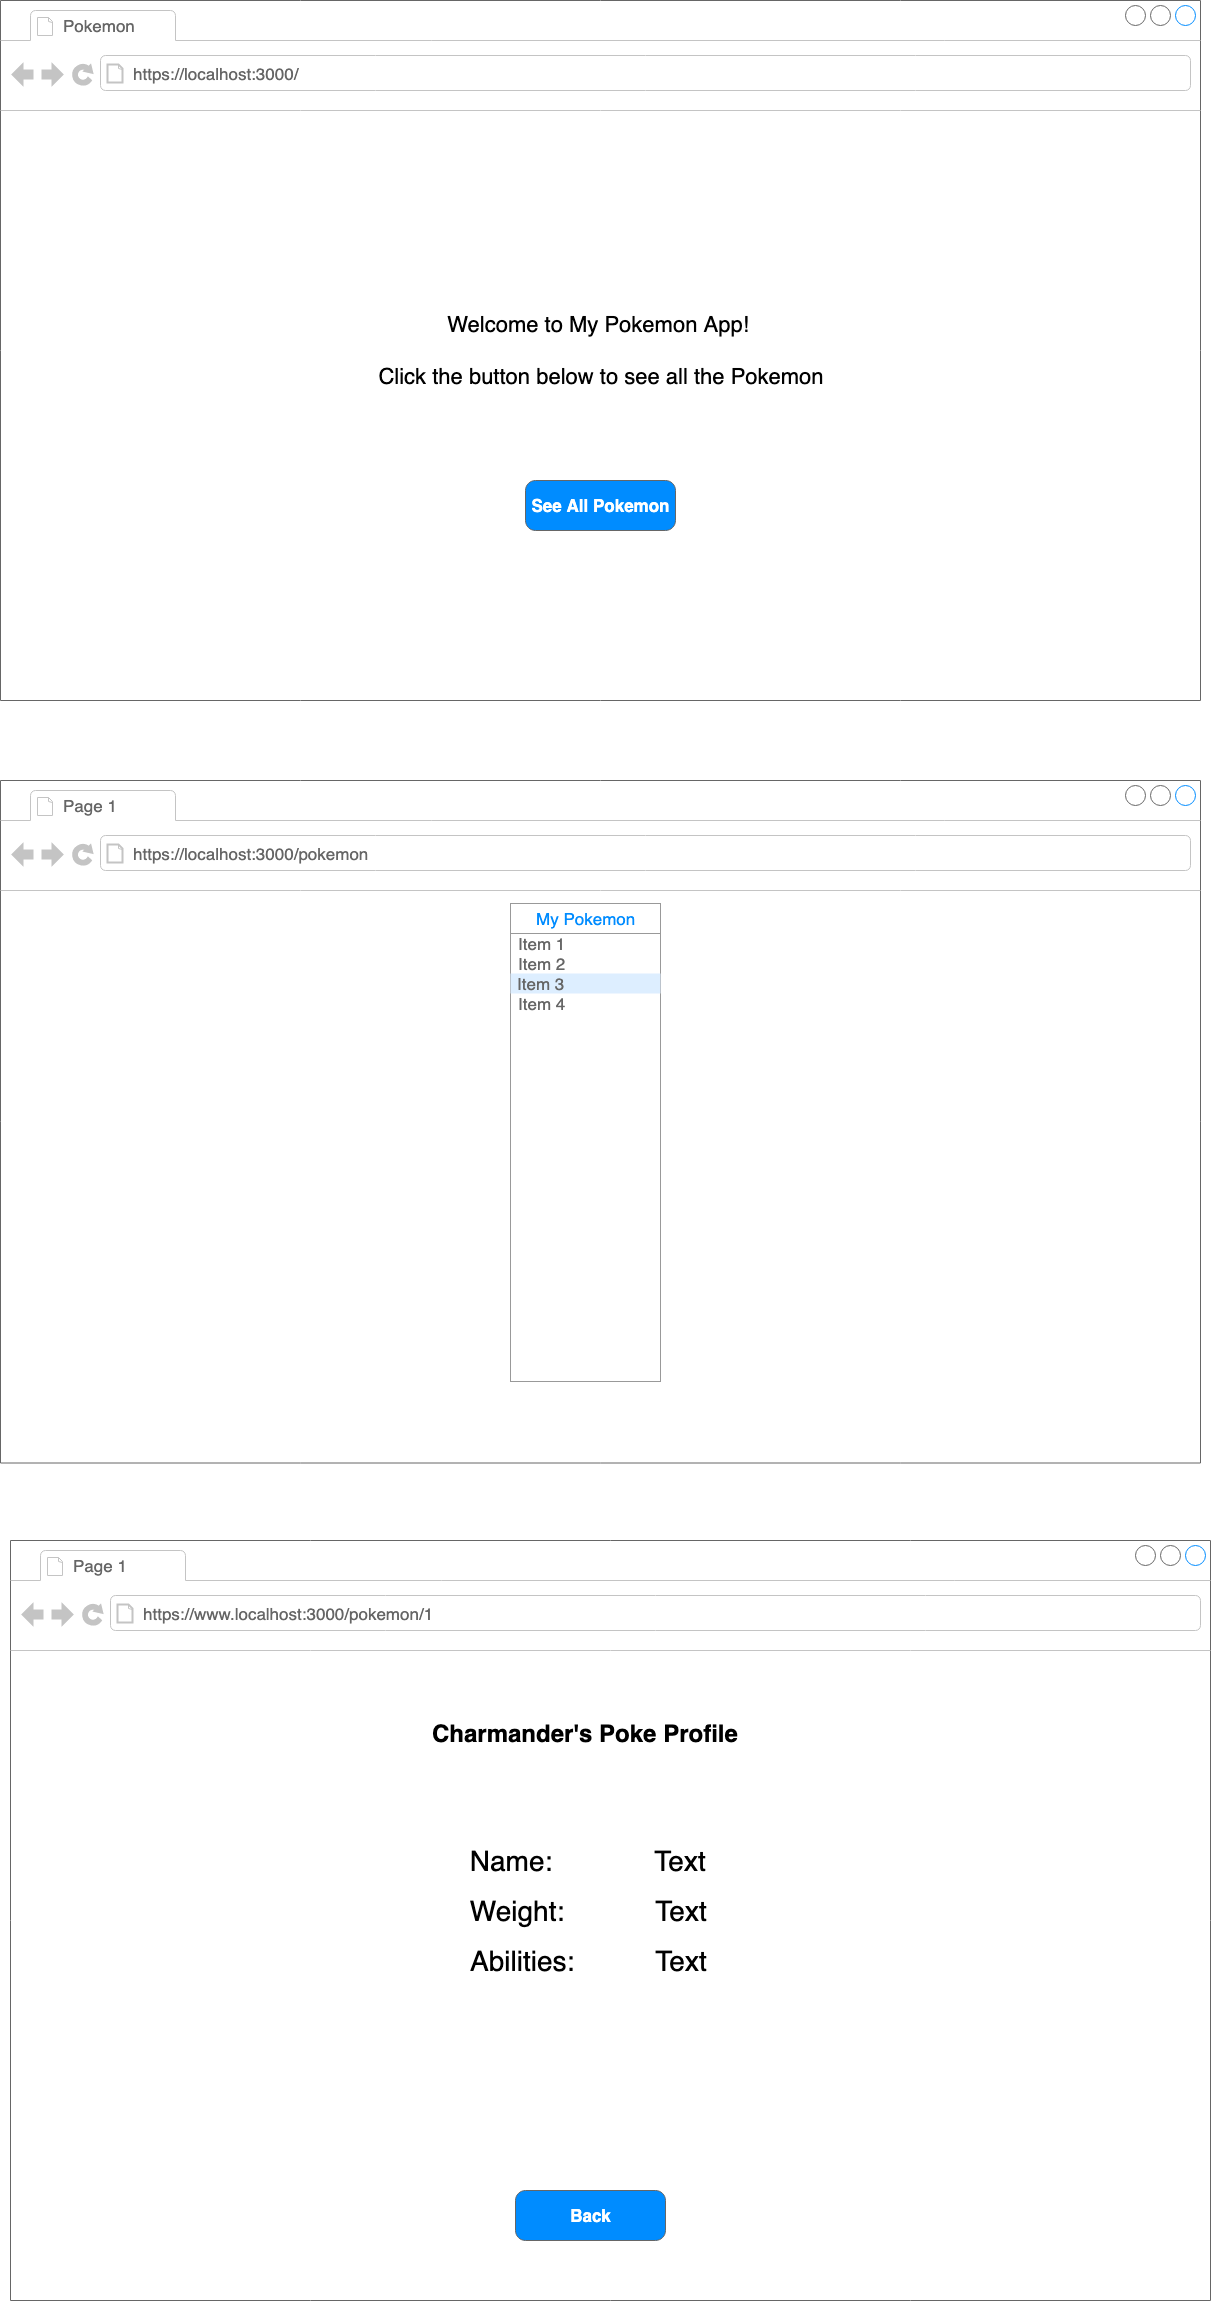 Pokemon
https://localhost:3000/
Welcome to My Pokemon App!
Click the button below to see all the Pokemon
See All Pokemon
Page 1
https://localhost:3000/pokemon
My Pokemon
Item 1
Item 2
Item 3
Item 4
Page 1
https://www.localhost:3000/pokemon/1
Charmander's Poke Profile
Name: Text
Weight: Text
Abilities: Text
Back